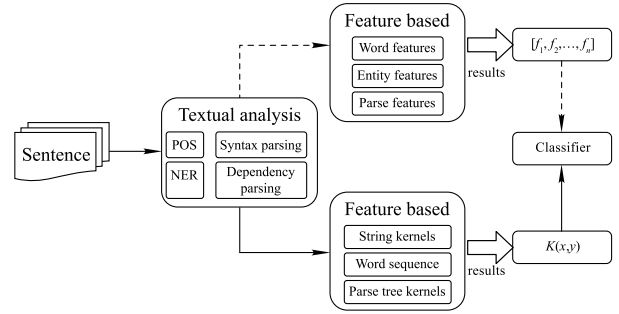 Sentence
Textual analysis
POS
Syntax parsing
NER
Dependency
parsing
Feature based
Word features
Entity features
Parse features
results
[f1, f2,…, fn]
Classifier
Feature based
String kernels
Word sequence
Parse tree kernels
results
K(x,y)